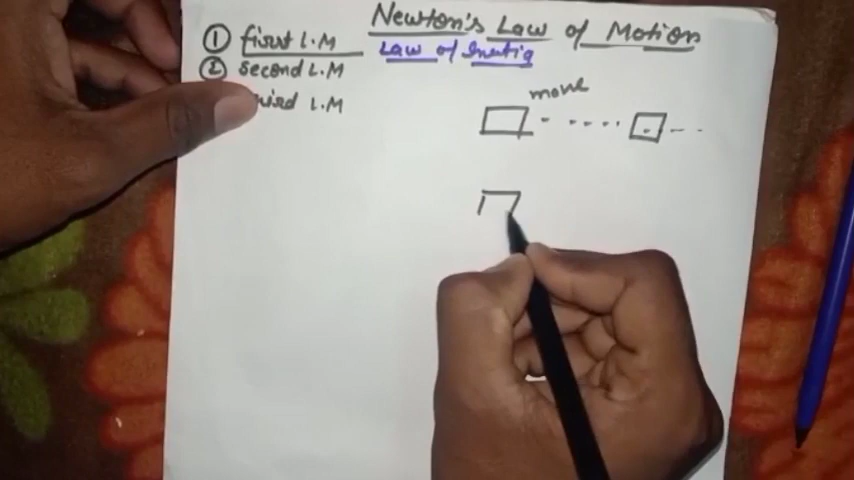 Newton's Law of Motion
① first L.M
Law of Inertia
② second L.M
L.M
move